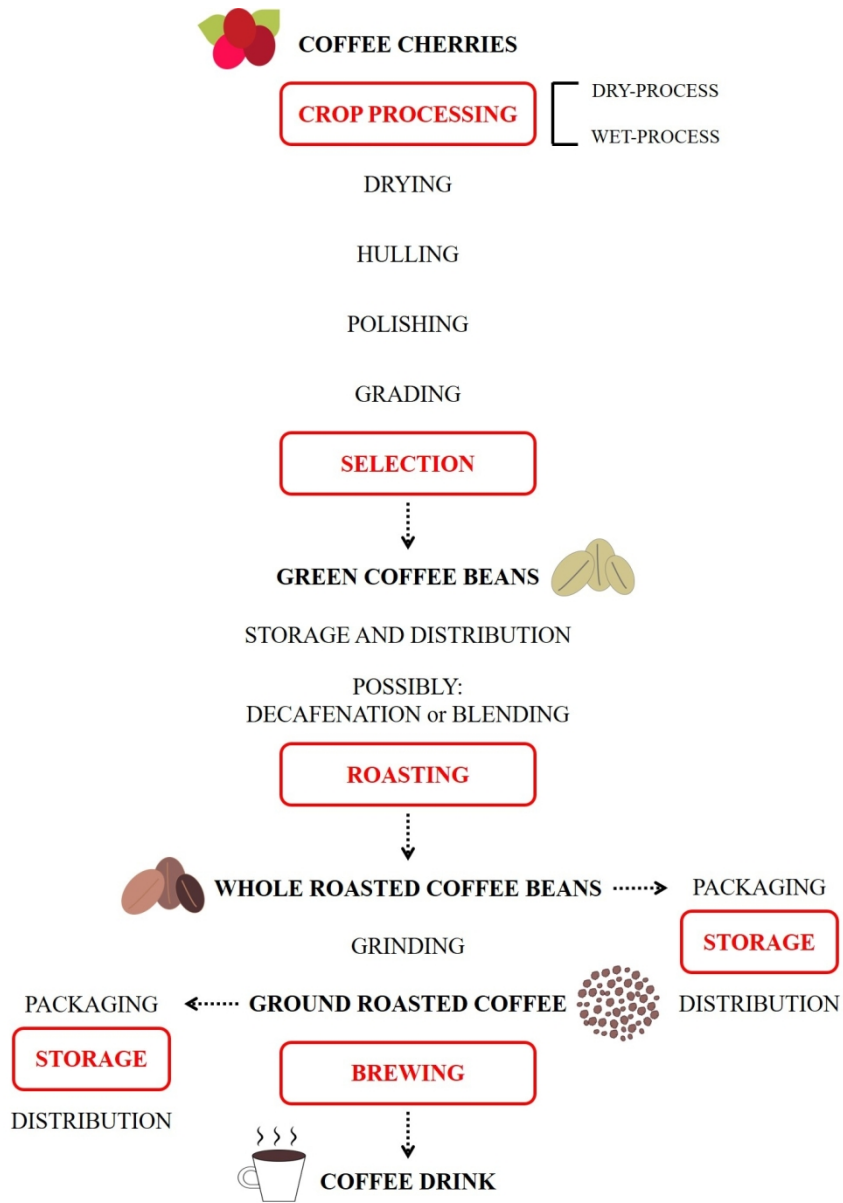 COFFEE CHERRIES
CROP PROCESSING
DRY-PROCESS
WET-PROCESS
DRYING
HULLING
POLISHING
GRADING
SELECTION
GREEN COFFEE BEANS
STORAGE AND DISTRIBUTION
POSSIBLY:
DECAFENATION or BLENDING
ROASTING
WHOLE ROASTED COFFEE BEANS
PACKAGING
STORAGE
DISTRIBUTION
GRINDING
GROUND ROASTED COFFEE
PACKAGING
STORAGE
DISTRIBUTION
BREWING
COFFEE DRINK